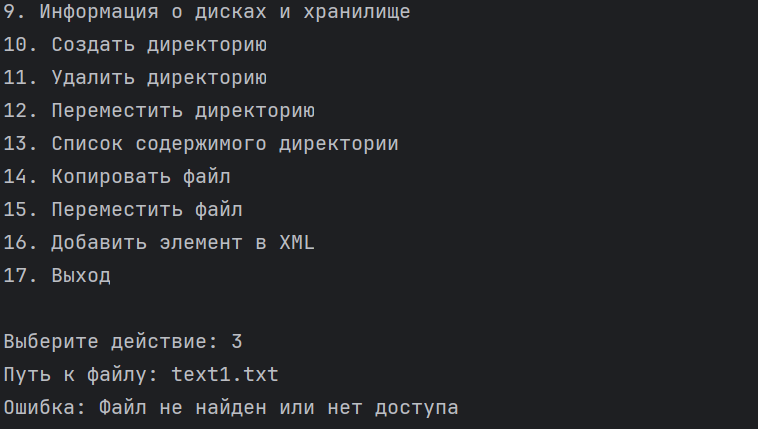 9. Информация о дисках и хранилище
10. Создать директорию
11. Удалить директорию
12. Переместить директорию
13. Список содержимого директории
14. Копировать файл
15. Переместить файл
16. Добавить элемент в XML
17. Выход
Выберите действие: 3
Путь к файлу: text1.txt
Ошибка: Файл не найден или нет доступа